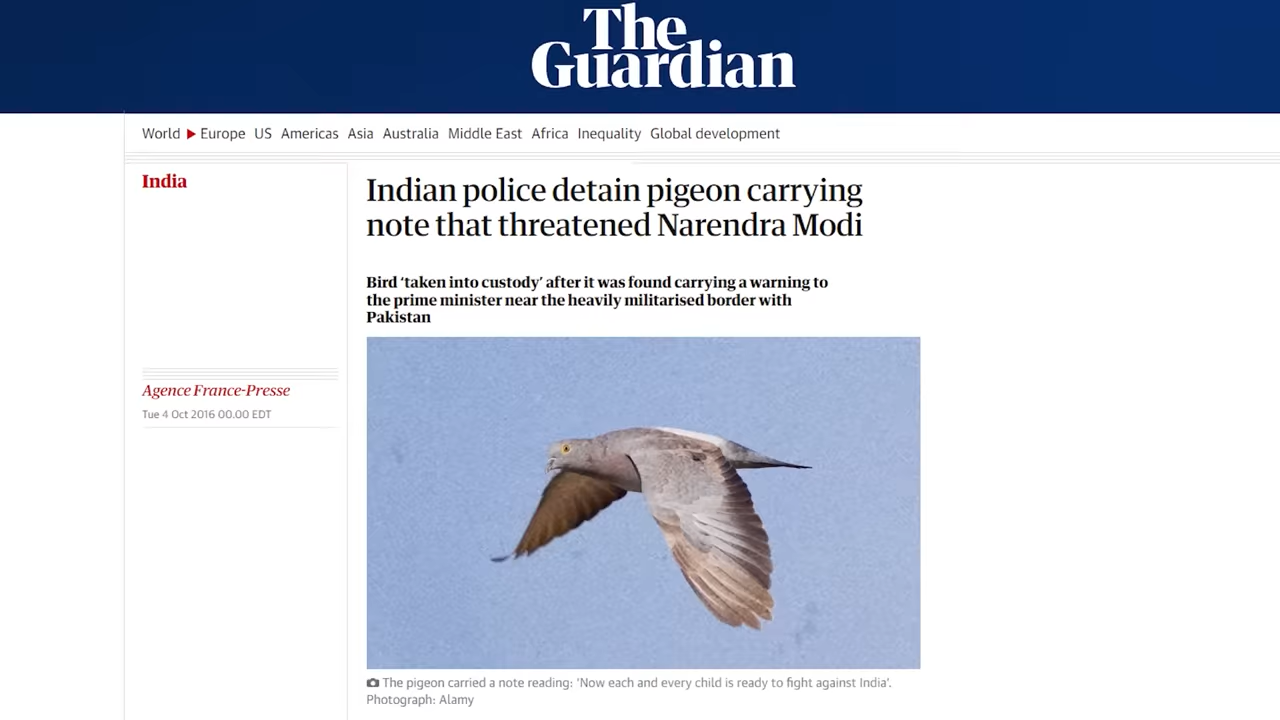 The
Guardian
World Europe US Americas Asia Australia Middle East Africa Inequality Global development
India
Indian police detain pigeon carrying
note that threatened Narendra Modi
Bird ‘taken into custody’ after it was found carrying a warning to
the prime minister near the heavily militarised border with
Pakistan
Agence France-Presse
Tue 4 Oct 2016 00.00 EDT
The pigeon carried a note reading: ‘Now each and every child is ready to fight against India’.
Photograph: Alamy